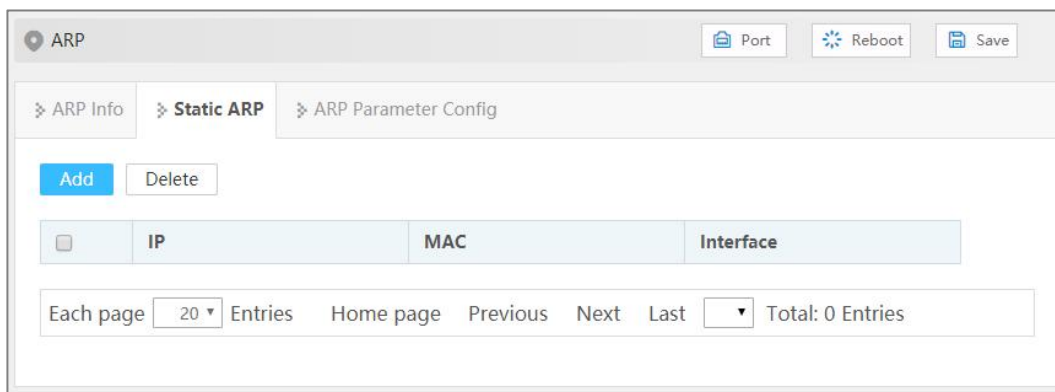 ARP Port Reboot Save
ARP Info Static ARP ARP Parameter Config
Add Delete
IP MAC Interface
Each page 20 Entries Home page Previous Next Last Total: 0 Entries